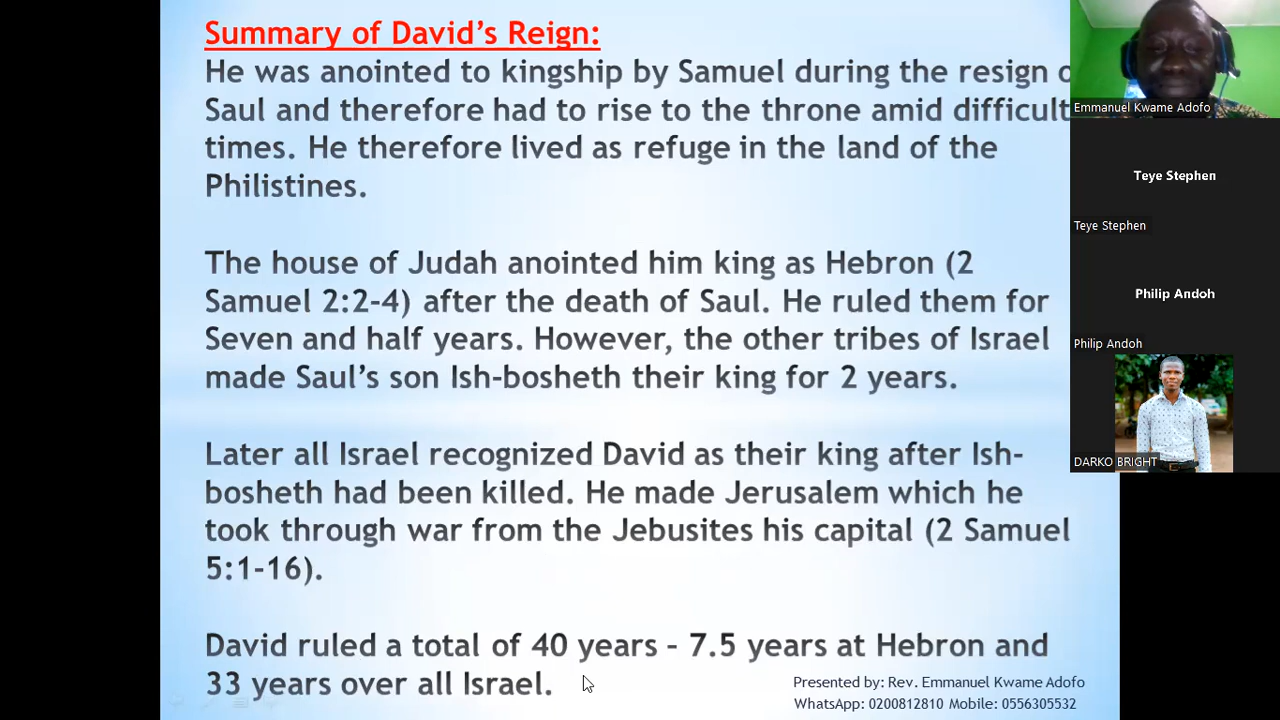 Summary of David's Reign:
He was anointed to kingship by Samuel during the resign o
Saul and therefore had to rise to the throne amid difficult
times. He therefore lived as refuge in the land of the
Philistines.
The house of Judah anointed him king as Hebron (2
Samuel 2:2-4) after the death of Saul. He ruled them for
Seven and half years. However, the other tribes of Israel
made Saul's son Ish-bosheth their king for 2 years.
Later all Israel recognized David as their king after Ish-
bosheth had been killed. He made Jerusalem which he
took through war from the Jebusites his capital (2 Samuel
5:1-16).
David ruled a total of 40 years – 7.5 years at Hebron and
33 years over all Israel.
Presented by: Rev. Emmanuel Kwame Adofo
WhatsApp: 0200812810 Mobile: 0556305532
Emmanuel Kwame Adofo
Teye Stephen
Teye Stephen
Philip Andoh
Philip Andoh
DARKO BRIGHT